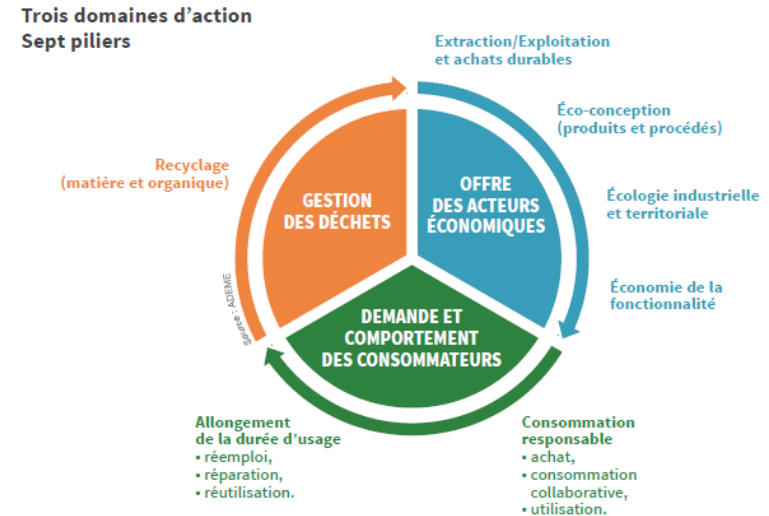 Trois domaines d’action
Sept piliers
Extraction/Exploitation
et achats durables
Éco-conception
(produits et procédés)
Écologie industrielle
et territoriale
Économie de la
fonctionnalité
Recyclage
(matière et organique)
GESTION
DES DÉCHETS
OFFRE
DES ACTEURS
ÉCONOMIQUES
DEMANDE ET
COMPORTEMENT
DES CONSOMMATEURS
Source : ADEME
Allongement
de la durée d’usage
• réemploi,
• réparation,
• réutilisation.
Consommation
responsable
• achat,
• consommation
collaborative,
• utilisation.